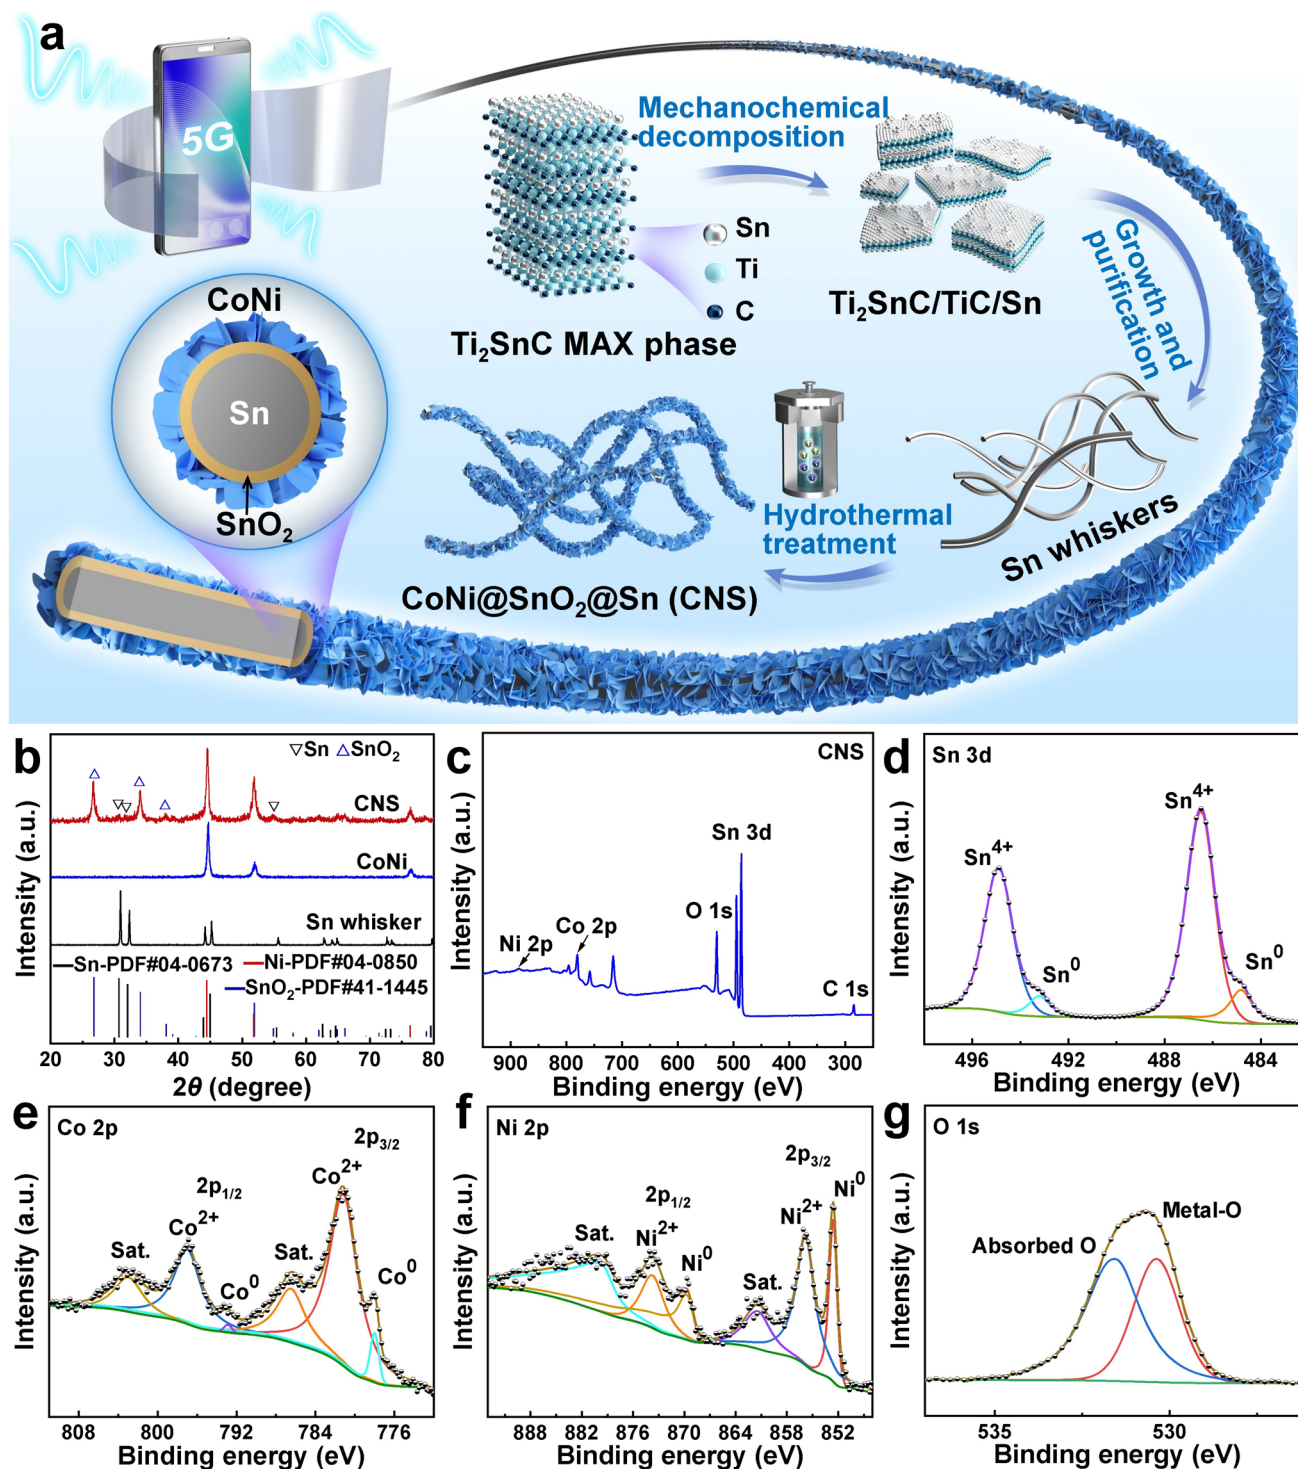 a
5G
Mechanochemical
decomposition
Sn
Ti
C
Ti₂SnC MAX phase
Ti₂SnC/TiC/Sn
Growth and
purification
CoNi
Sn
SnO₂
Sn whiskers
Hydrothermal
treatment
CoNi@SnO₂@Sn (CNS)
b
▽Sn △SnO₂
CNS
CoNi
Sn whisker
Sn-PDF#04-0673
Ni-PDF#04-0850
SnO₂-PDF#41-1445
Intensity (a.u.)
20 30 40 50 60 70 80
2θ (degree)
c
CNS
Sn 3d
O 1s
Co 2p
Ni 2p
C 1s
Intensity (a.u.)
900 800 700 600 500 400 300
Binding energy (eV)
d
Sn 3d
Sn⁴⁺
Sn⁴⁺
Sn⁰
Sn⁰
Intensity (a.u.)
496 492 488 484
Binding energy (eV)
e
Co 2p
2p₃/₂
Co²⁺
2p₁/₂
Co²⁺
Sat.
Sat.
Co⁰
Co⁰
Intensity (a.u.)
808 800 792 784 776
Binding energy (eV)
f
Ni 2p
2p₃/₂
Ni⁰
2p₁/₂
Ni²⁺
Ni²⁺
Sat.
Ni⁰
Sat.
Intensity (a.u.)
888 882 876 870 864 858 852
Binding energy (eV)
g
O 1s
Metal-O
Absorbed O
Intensity (a.u.)
535 530
Binding energy (eV)